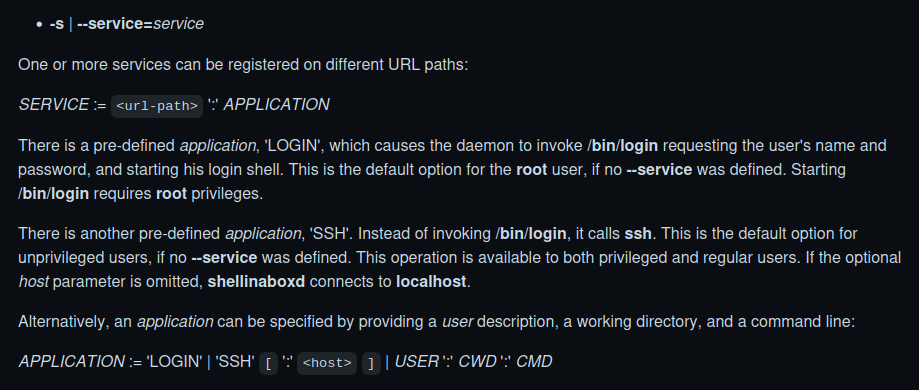 • -s | --service=service
One or more services can be registered on different URL paths:
SERVICE := <url-path> ':' APPLICATION
There is a pre-defined application, 'LOGIN', which causes the daemon to invoke /bin/login requesting the user's name and
password, and starting his login shell. This is the default option for the root user, if no --service was defined. Starting
/bin/login requires root privileges.
There is another pre-defined application, 'SSH'. Instead of invoking /bin/login, it calls ssh. This is the default option for
unprivileged users, if no --service was defined. This operation is available to both privileged and regular users. If the optional
host parameter is omitted, shellinaboxd connects to localhost.
Alternatively, an application can be specified by providing a user description, a working directory, and a command line:
APPLICATION := 'LOGIN' | 'SSH' [ ':' <host> ] | USER ':' CWD ':' CMD